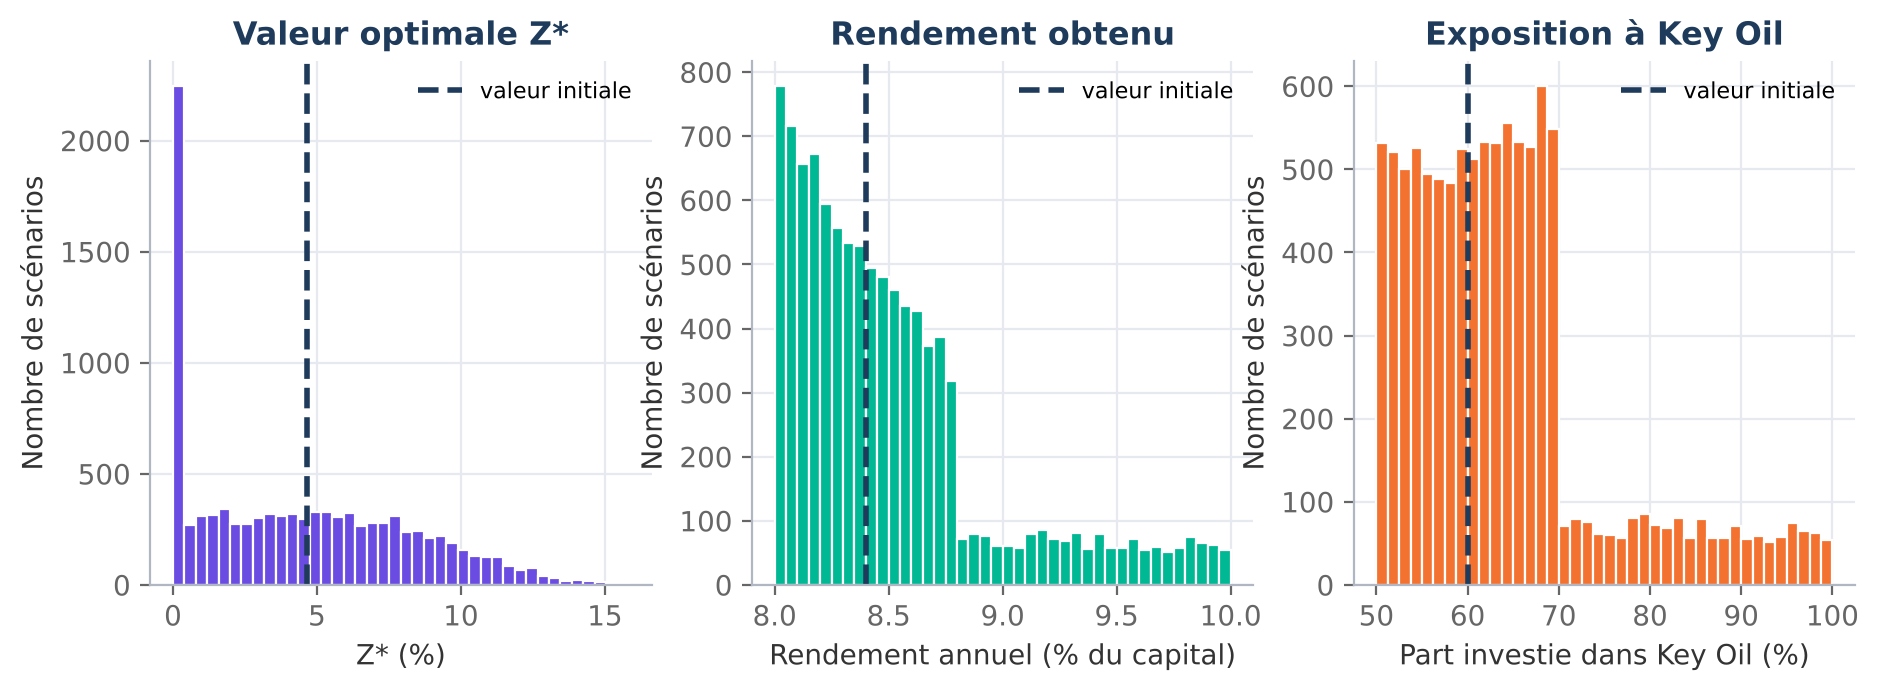 Valeur optimale Z*
valeur initiale
Nombre de scénarios
2000
1500
1000
500
0
0 5 10 15
Z* (%)
Rendement obtenu
valeur initiale
Nombre de scénarios
800
700
600
500
400
300
200
100
0
8.0 8.5 9.0 9.5 10.0
Rendement annuel (% du capital)
Exposition à Key Oil
valeur initiale
Nombre de scénarios
600
500
400
300
200
100
0
50 60 70 80 90 100
Part investie dans Key Oil (%)